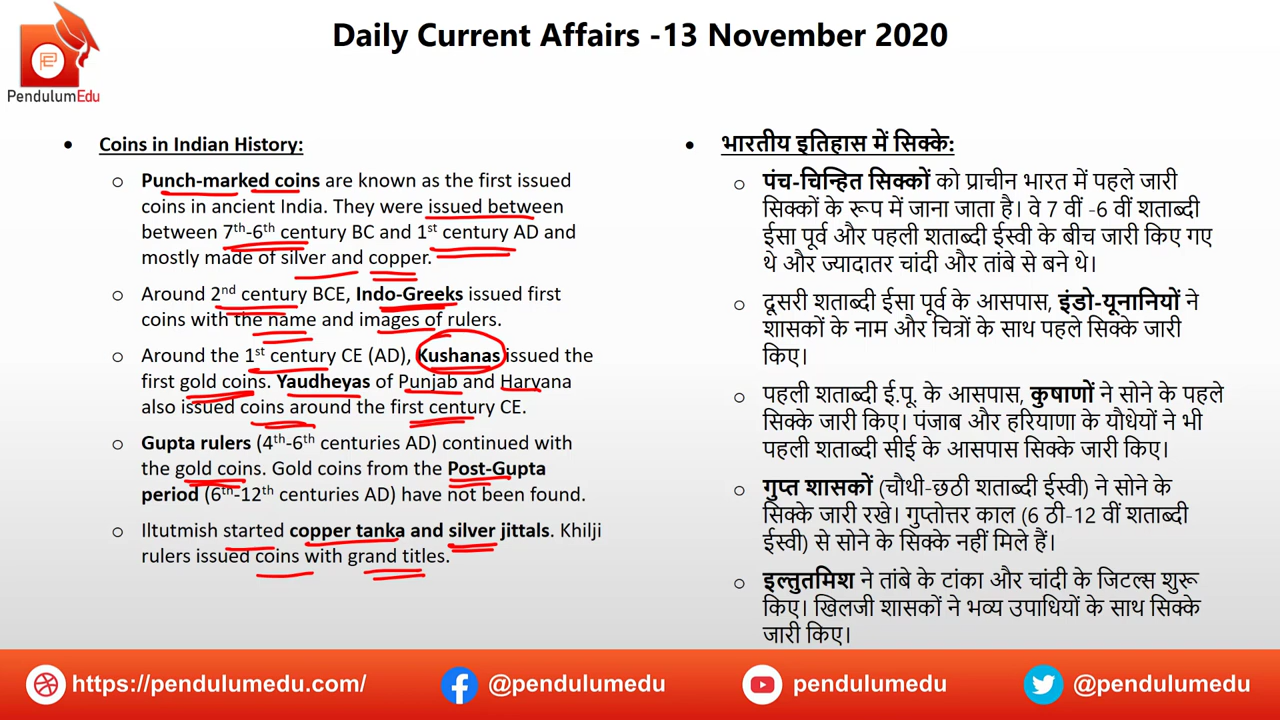 Daily Current Affairs -13 November 2020
PendulumEdu
• Coins in Indian History:
o Punch-marked coins are known as the first issued
coins in ancient India. They were issued between
between 7th-6th century BC and 1st century AD and
mostly made of silver and copper.
o Around 2nd century BCE, Indo-Greeks issued first
coins with the name and images of rulers.
o Around the 1st century CE (AD), Kushanas issued the
first gold coins. Yaudheyas of Punjab and Haryana
also issued coins around the first century CE.
o Gupta rulers (4th-6th centuries AD) continued with
the gold coins. Gold coins from the Post-Gupta
period (6th-12th centuries AD) have not been found.
o Iltutmish started copper tanka and silver jittals. Khilji
rulers issued coins with grand titles.
• भारतीय इतिहास में सिक्के:
o पंच-चिन्हित सिक्कों को प्राचीन भारत में पहले जारी
सिक्कों के रूप में जाना जाता है। वे 7 वीं -6 वीं शताब्दी
ईसा पूर्व और पहली शताब्दी ईस्वी के बीच जारी किए गए
थे और ज्यादातर चांदी और तांबे से बने थे।
o दूसरी शताब्दी ईसा पूर्व के आसपास, इंडो-यूनानियों ने
शासकों के नाम और चित्रों के साथ पहले सिक्के जारी
किए।
o पहली शताब्दी ई.पू. के आसपास, कुषाणों ने सोने के पहले
सिक्के जारी किए। पंजाब और हरियाणा के यौधेयों ने भी
पहली शताब्दी सीई के आसपास सिक्के जारी किए।
o गुप्त शासकों (चौथी-छठी शताब्दी ईस्वी) ने सोने के
सिक्के जारी रखे। गुप्तोत्तर काल (6 ठी-12 वीं शताब्दी
ईस्वी) से सोने के सिक्के नहीं मिले हैं।
o इल्तुतमिश ने तांबे के टांका और चांदी के जिटल्स शुरू
किए। खिलजी शासकों ने भव्य उपाधियों के साथ सिक्के
जारी किए।
https://pendulumedu.com/ @pendulumedu pendulumedu @pendulumedu